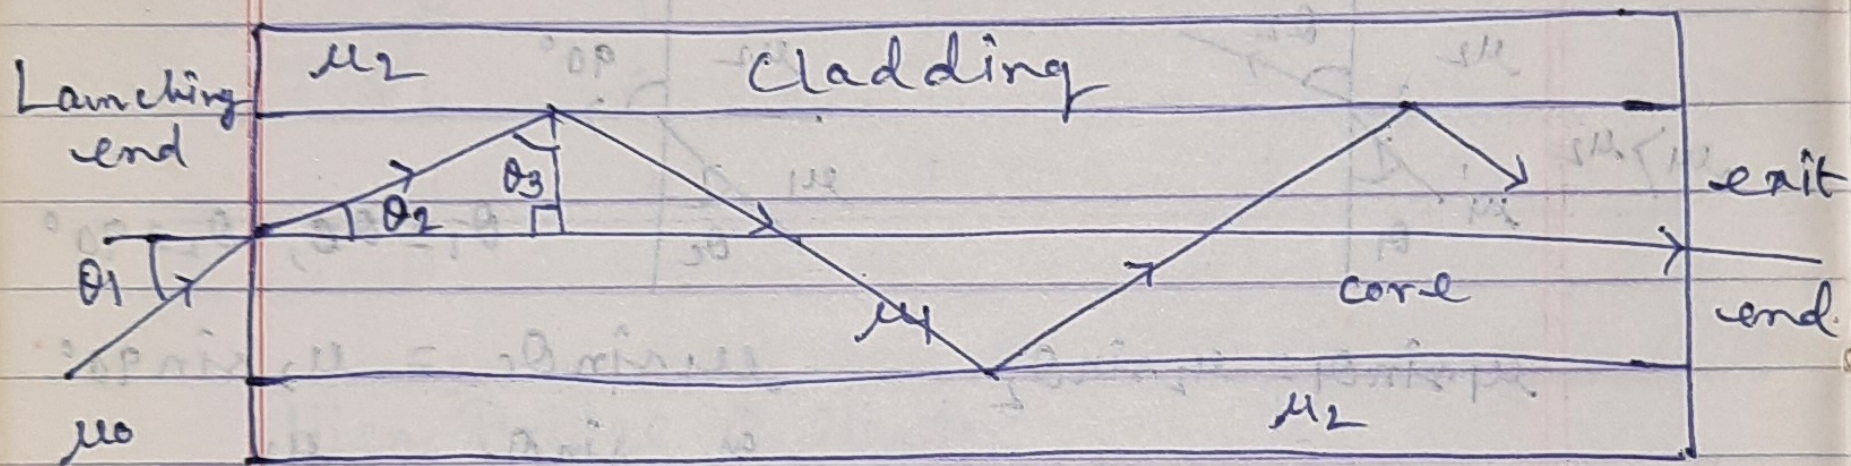 μ2 Cladding
Launching
end
θ3
θ2
exit
θ1
core
μ1
end.
μ2
μ0